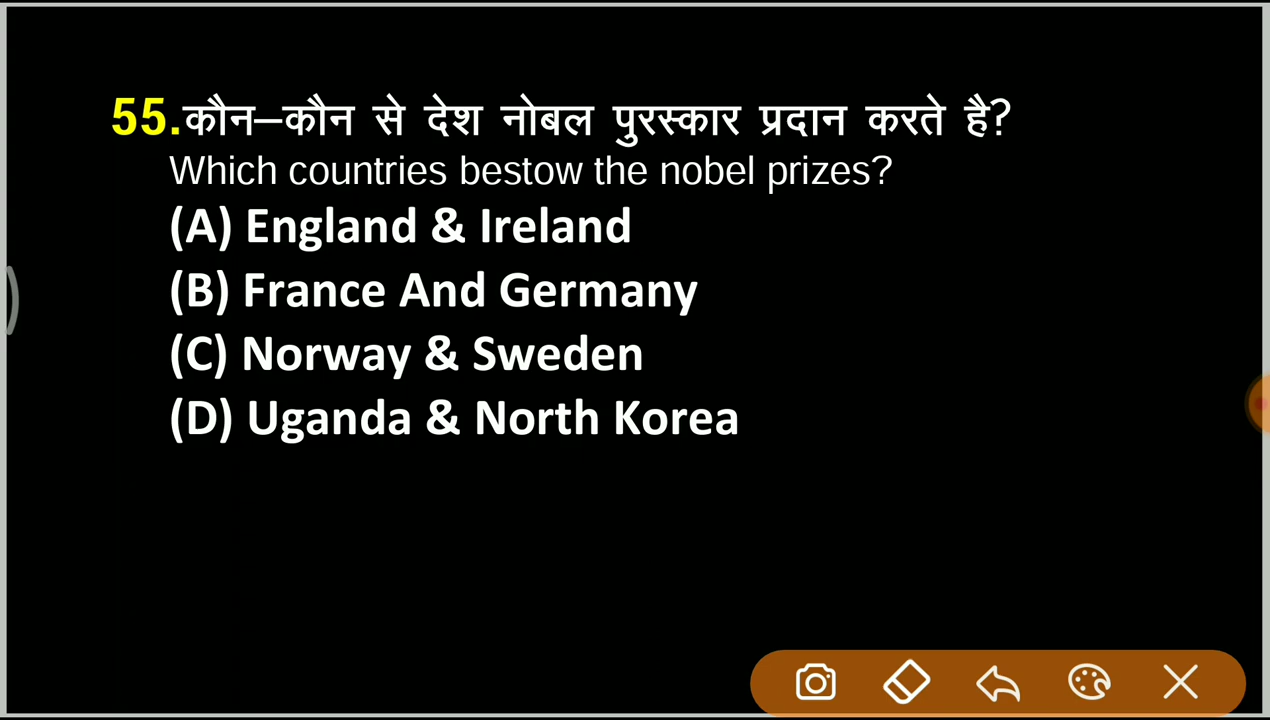 55.कौन–कौन से देश नोबल पुरस्कार प्रदान करते है?
Which countries bestow the nobel prizes?
(A) England & Ireland
(B) France And Germany
(C) Norway & Sweden
(D) Uganda & North Korea